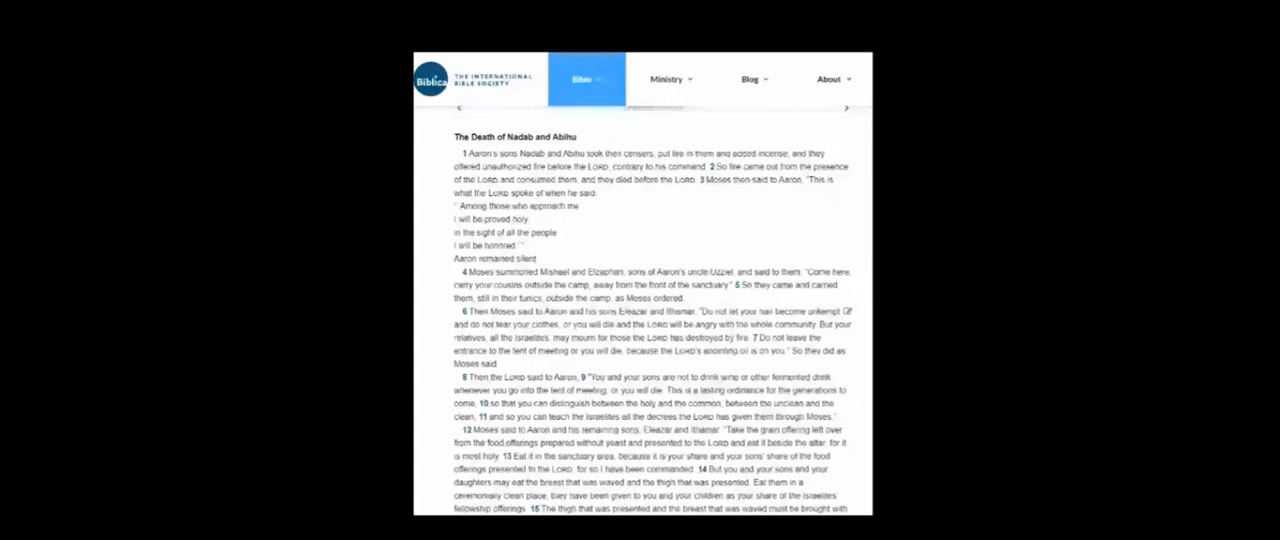 Biblica
THE INTERNATIONAL
BIBLE SOCIETY
Bible
Ministry
Blog
About
The Death of Nadab and Abihu
1 Aaron's sons Nadab and Abihu took their censers, put fire in them and added incense; and they
offered unauthorized fire before the LORD, contrary to his command. 2 So fire came out from the presence
of the LORD and consumed them, and they died before the LORD. 3 Moses then said to Aaron, "This is
what the LORD spoke of when he said:
"'Among those who approach me
I will be proved holy;
in the sight of all the people
I will be honored.'"
Aaron remained silent.
4 Moses summoned Mishael and Elzaphan, sons of Aaron's uncle Uzziel, and said to them, "Come here;
carry your cousins outside the camp, away from the front of the sanctuary." 5 So they came and carried
them, still in their tunics, outside the camp, as Moses ordered.
6 Then Moses said to Aaron and his sons Eleazar and Ithamar, "Do not let your hair become unkempt
and do not tear your clothes, or you will die and the LORD will be angry with the whole community. But your
relatives, all the Israelites, may mourn for those the LORD has destroyed by fire. 7 Do not leave the
entrance to the tent of meeting or you will die, because the LORD's anointing oil is on you." So they did as
Moses said.
8 Then the LORD said to Aaron, 9 "You and your sons are not to drink wine or other fermented drink
whenever you go into the tent of meeting, or you will die. This is a lasting ordinance for the generations to
come, 10 so that you can distinguish between the holy and the common, between the unclean and the
clean, 11 and so you can teach the Israelites all the decrees the LORD has given them through Moses."
12 Moses said to Aaron and his remaining sons, Eleazar and Ithamar, "Take the grain offering left over
from the food offerings prepared without yeast and presented to the LORD and eat it beside the altar, for it
is most holy. 13 Eat it in the sanctuary area, because it is your share and your sons' share of the food
offerings presented to the LORD; for so I have been commanded. 14 But you and your sons and your
daughters may eat the breast that was waved and the thigh that was presented. Eat them in a
ceremonially clean place; they have been given to you and your children as your share of the Israelites'
fellowship offerings. 15 The thigh that was presented and the breast that was waved must be brought with